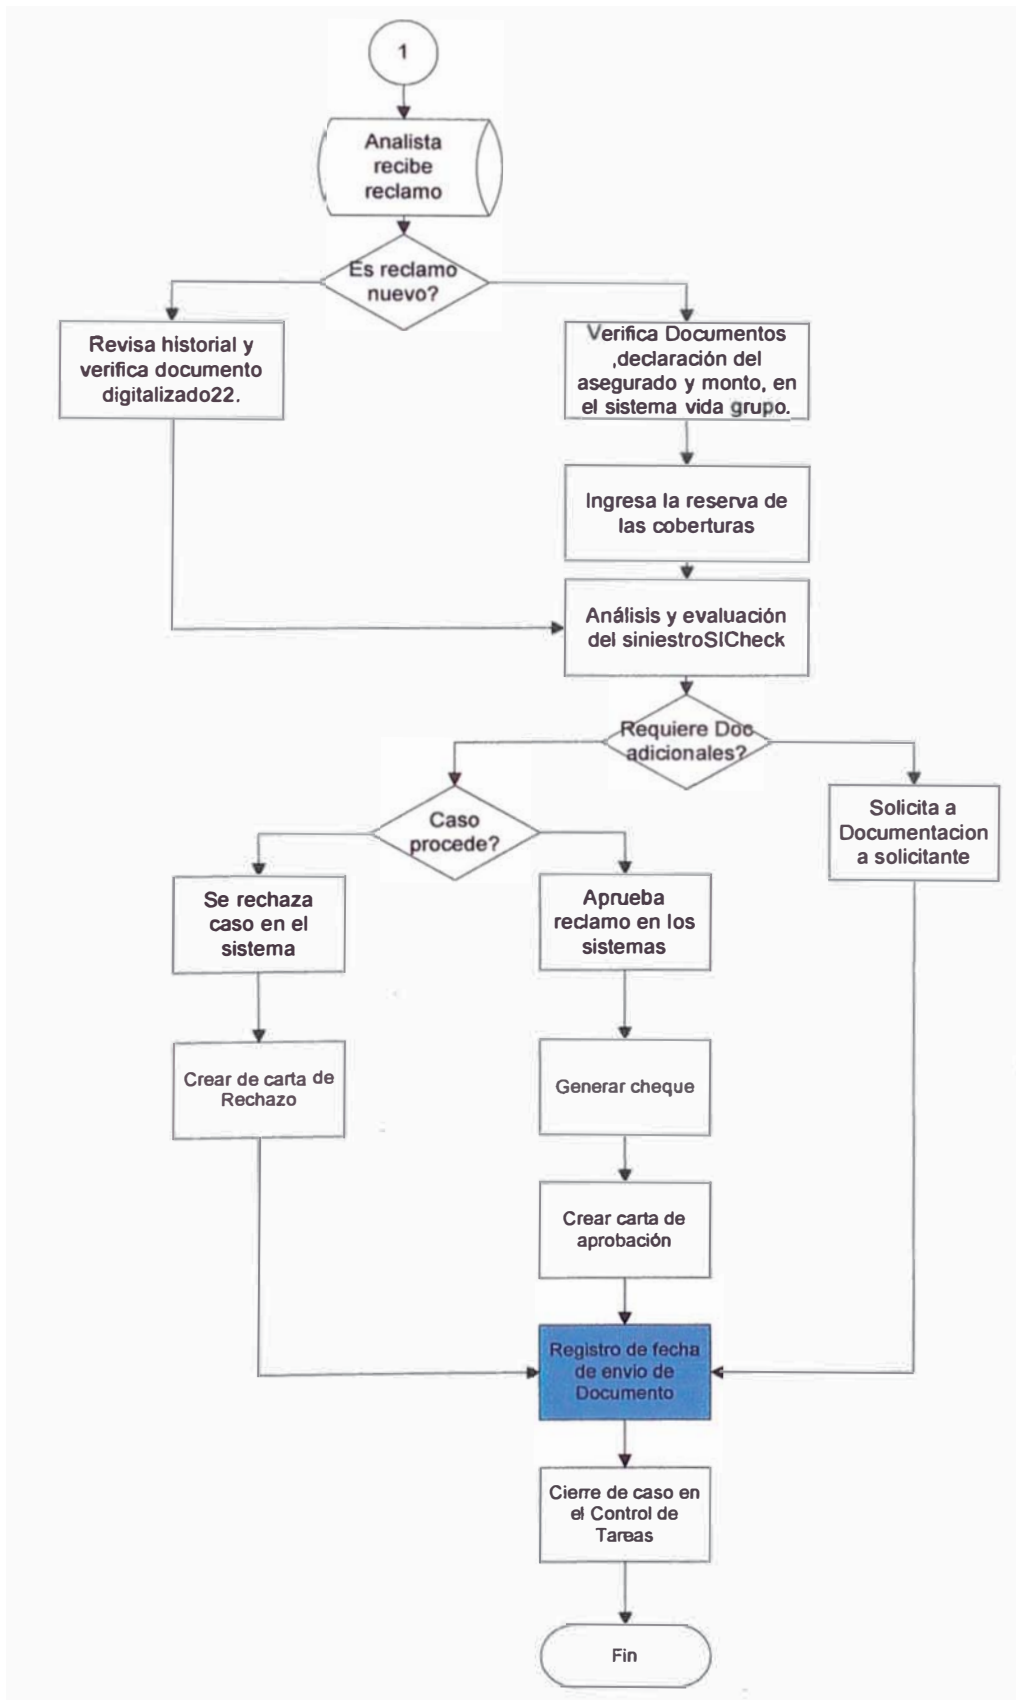 1
Analista
recibe
reclamo
Es reclamo
nuevo?
Revisa historial y
verifica documento
digitalizado22.
Verifica Documentos
,declaración del
asegurado y monto, en
el sistema vida grupo.
Ingresa la reserva de
las coberturas
Análisis y evaluación
del siniestroSICheck
Requiere Doc
adicionales?
Caso
procede?
Solicita a
Documentacion
a solicitante
Se rechaza
caso en el
sistema
Aprueba
reclamo en los
sistemas
Crear de carta de
Rechazo
Generar cheque
Crear carta de
aprobación
Registro de fecha
de envio de
Documento
Cierre de caso en
el Control de
Tareas
Fin